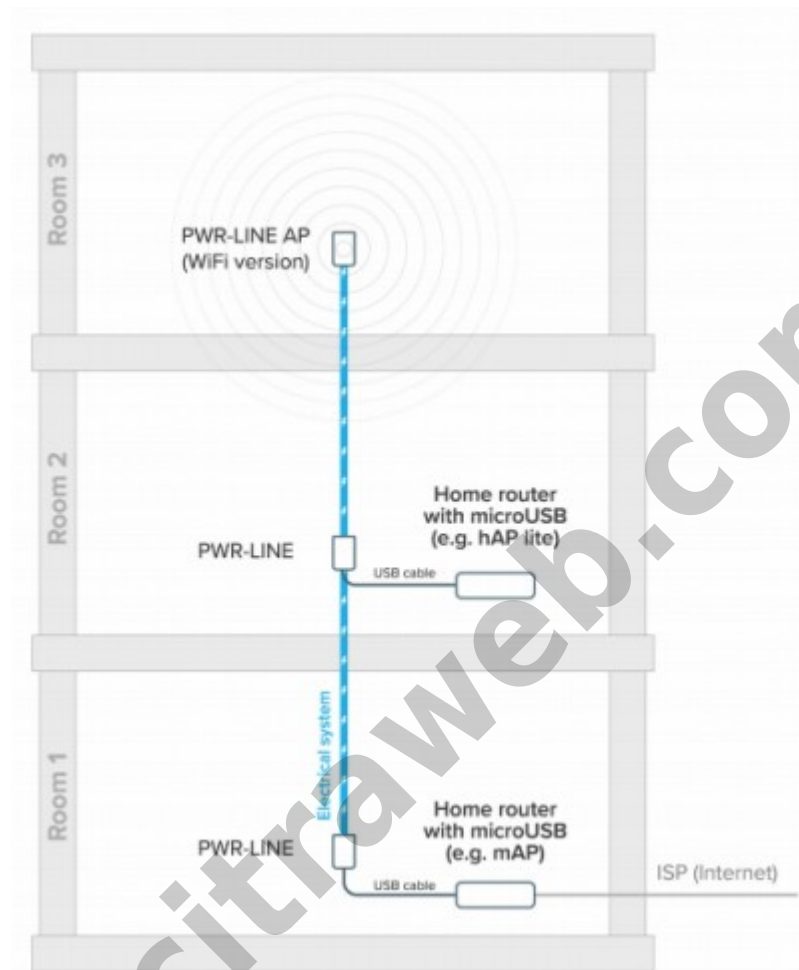 Room 3
PWR-LINE AP
(WiFi version)
Room 2
Home router
with microUSB
(e.g. hAP lite)
PWR-LINE
USB cable
Room 1
Electrical system
Home router
with microUSB
(e.g. mAP)
PWR-LINE
USB cable
ISP (Internet)
citraweb.com